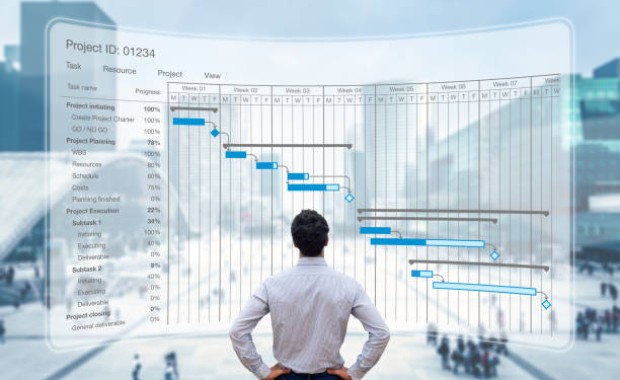 Project ID: 01234
Task Resource Project View
Task name Progress Week 01 Week 02 Week 03 Week 04 Week 05 Week 06 Week 07 Week
M T W T F M T W T F M T W T F M T W T F M T W T F M T W T F M T W T F M T W
Project initiating 100%
Create Project Charter 100%
GO / NO GO 100%
Project Planning 78%
WBS 100%
Resources 80%
Schedule 80%
Costs 75%
Planning finished 0%
Project Execution 22%
Subtask 1 34%
Initiating 100%
Executing 40%
Deliverable 0%
Subtask 2 9%
Initiating 40%
Executing 0%
Deliverable 0%
Project closing 0%
General deliverable 0%